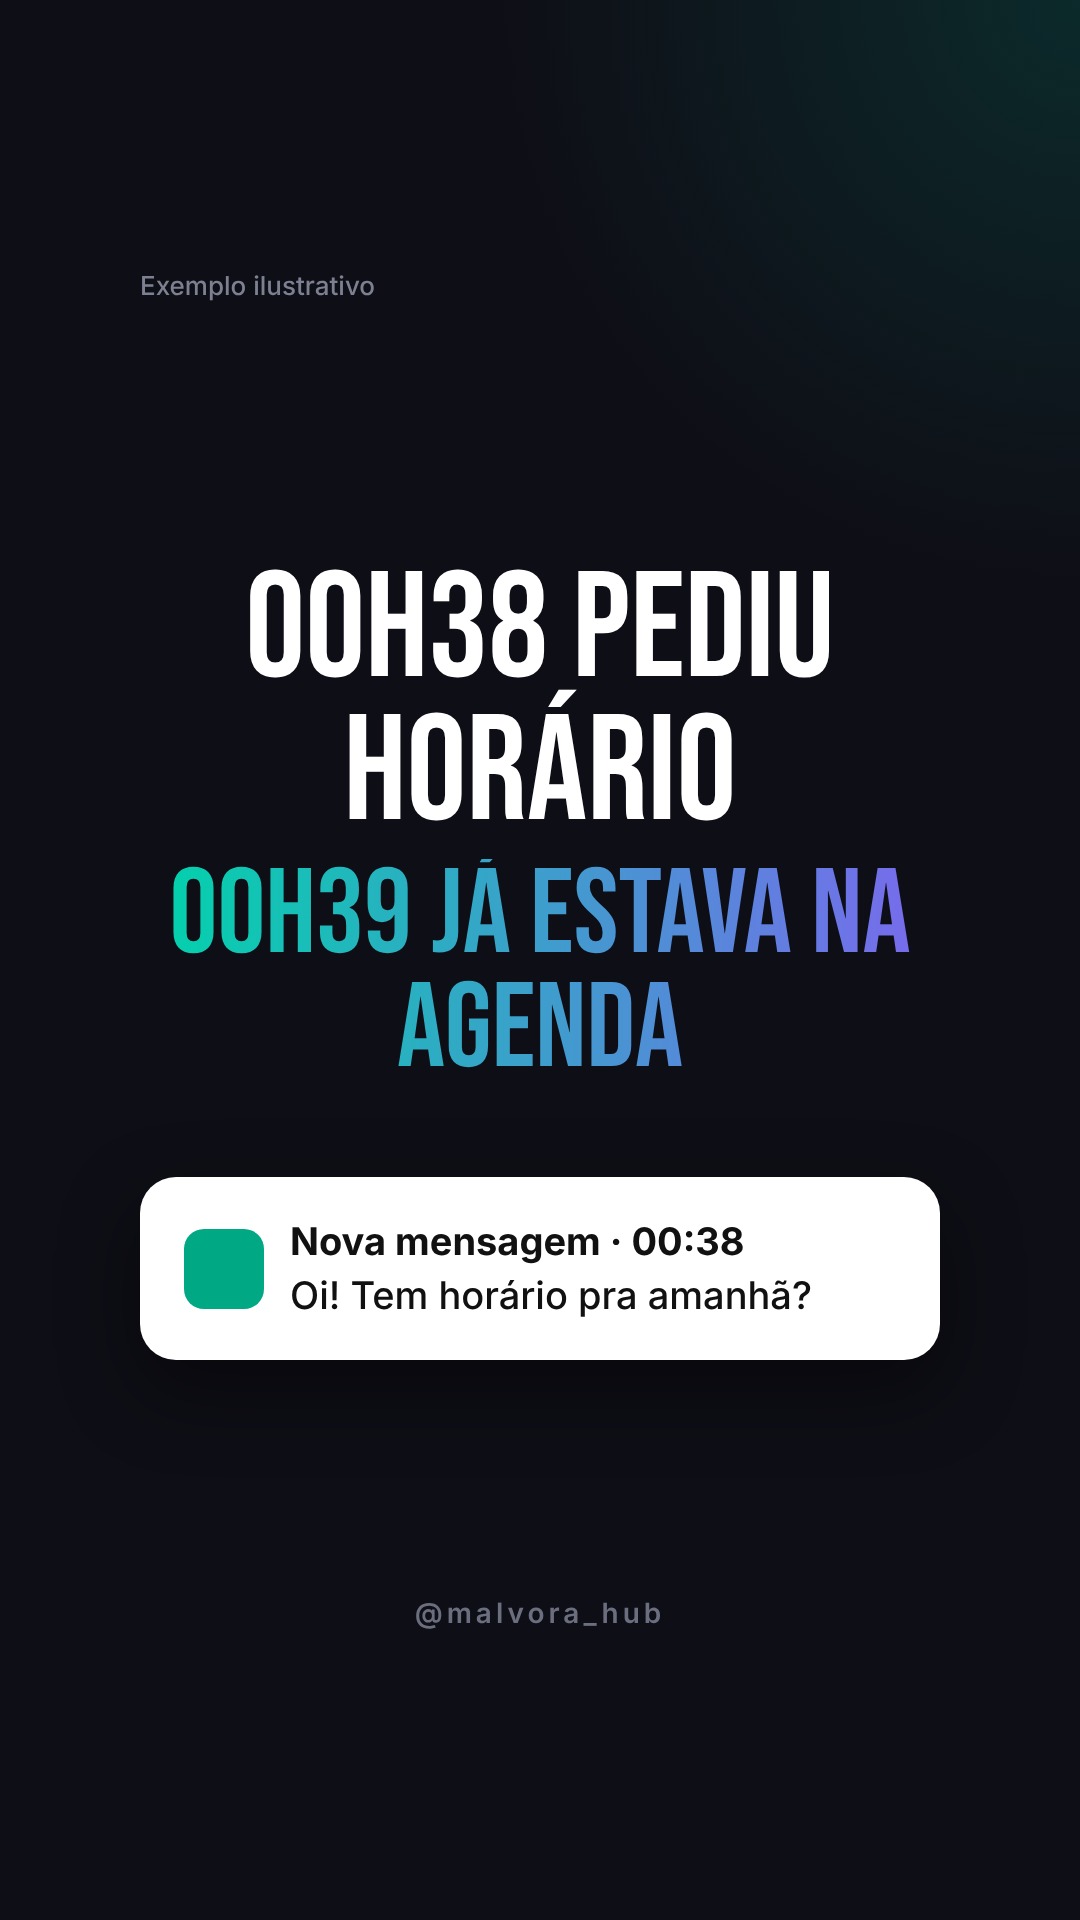 Exemplo ilustrativo
00H38 PEDIU
HORÁRIO
00H39 JÁ ESTAVA NA
AGENDA
Nova mensagem · 00:38
Oi! Tem horário pra amanhã?
@malvora_hub